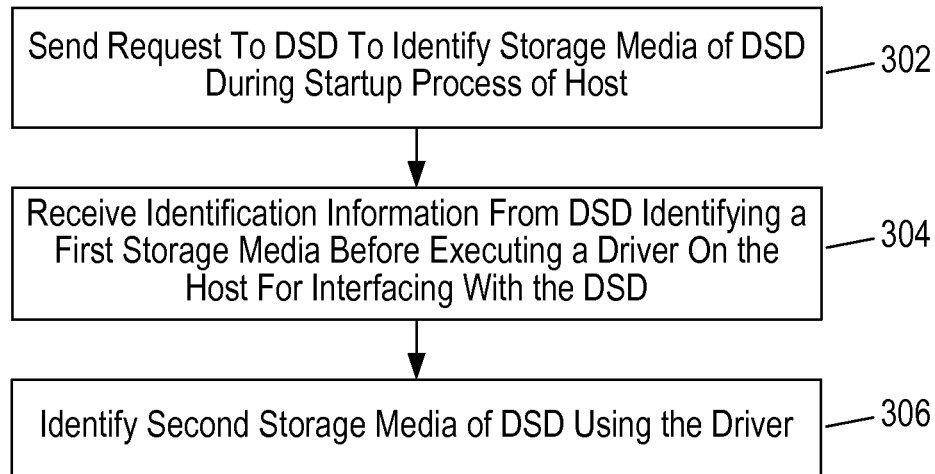 Send Request To DSD To Identify Storage Media of DSD
During Startup Process of Host
302
Receive Identification Information From DSD Identifying a
First Storage Media Before Executing a Driver On the
Host For Interfacing With the DSD
304
Identify Second Storage Media of DSD Using the Driver
306